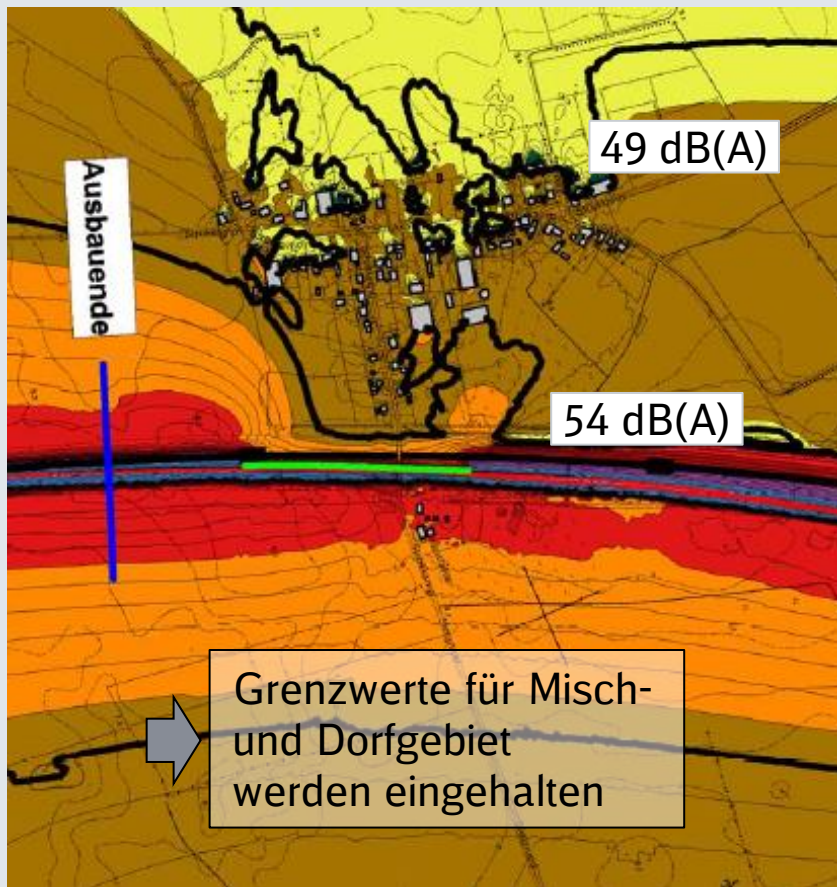 49 dB(A)
Ausbauende
54 dB(A)
Grenzwerte für Misch-
und Dorfgebiet
werden eingehalten